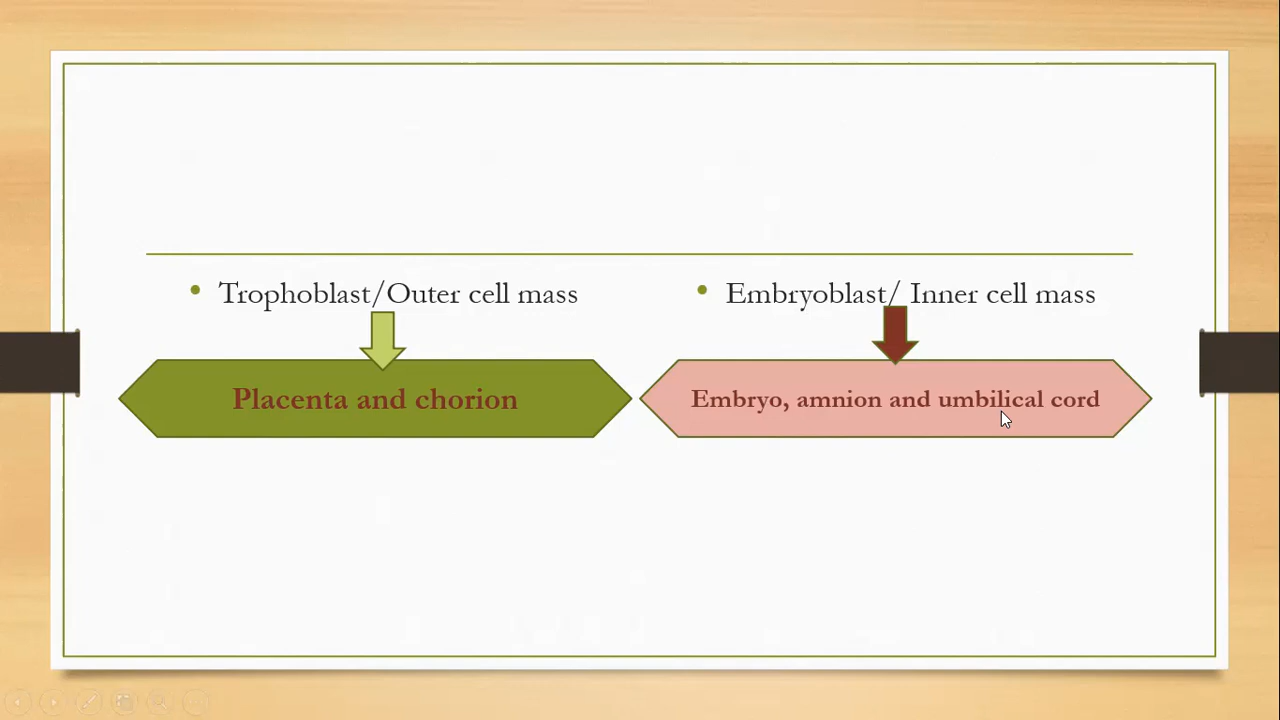 Trophoblast/Outer cell mass
Placenta and chorion
Embryoblast/ Inner cell mass
Embryo, amnion and umbilical cord